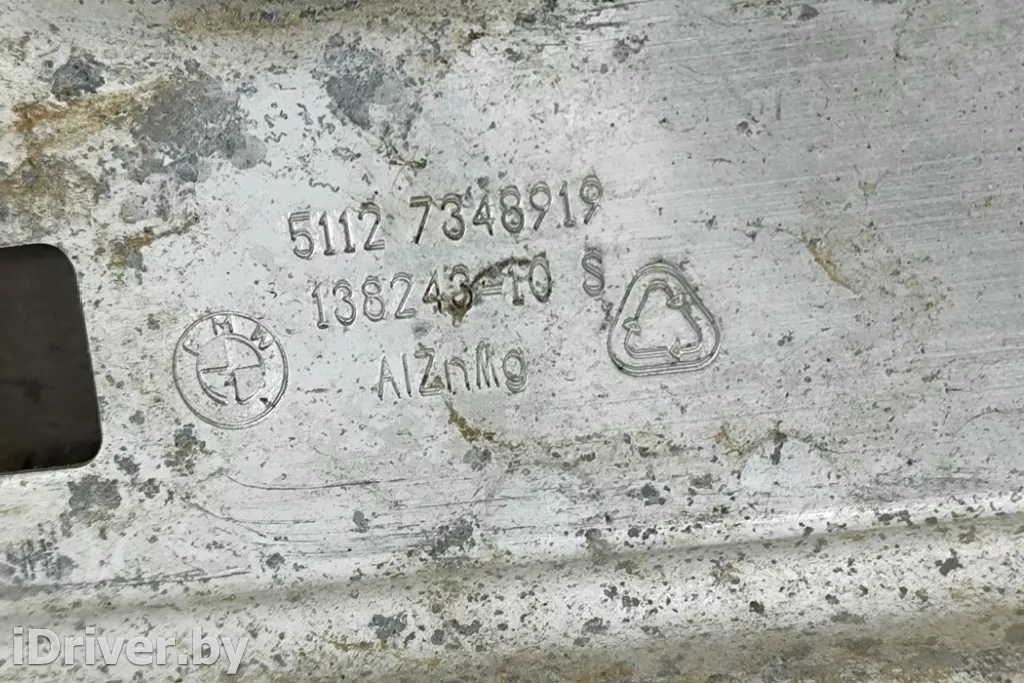 5112 7348919
138243-10 S
BMW
AlZnMg
iDriver.by